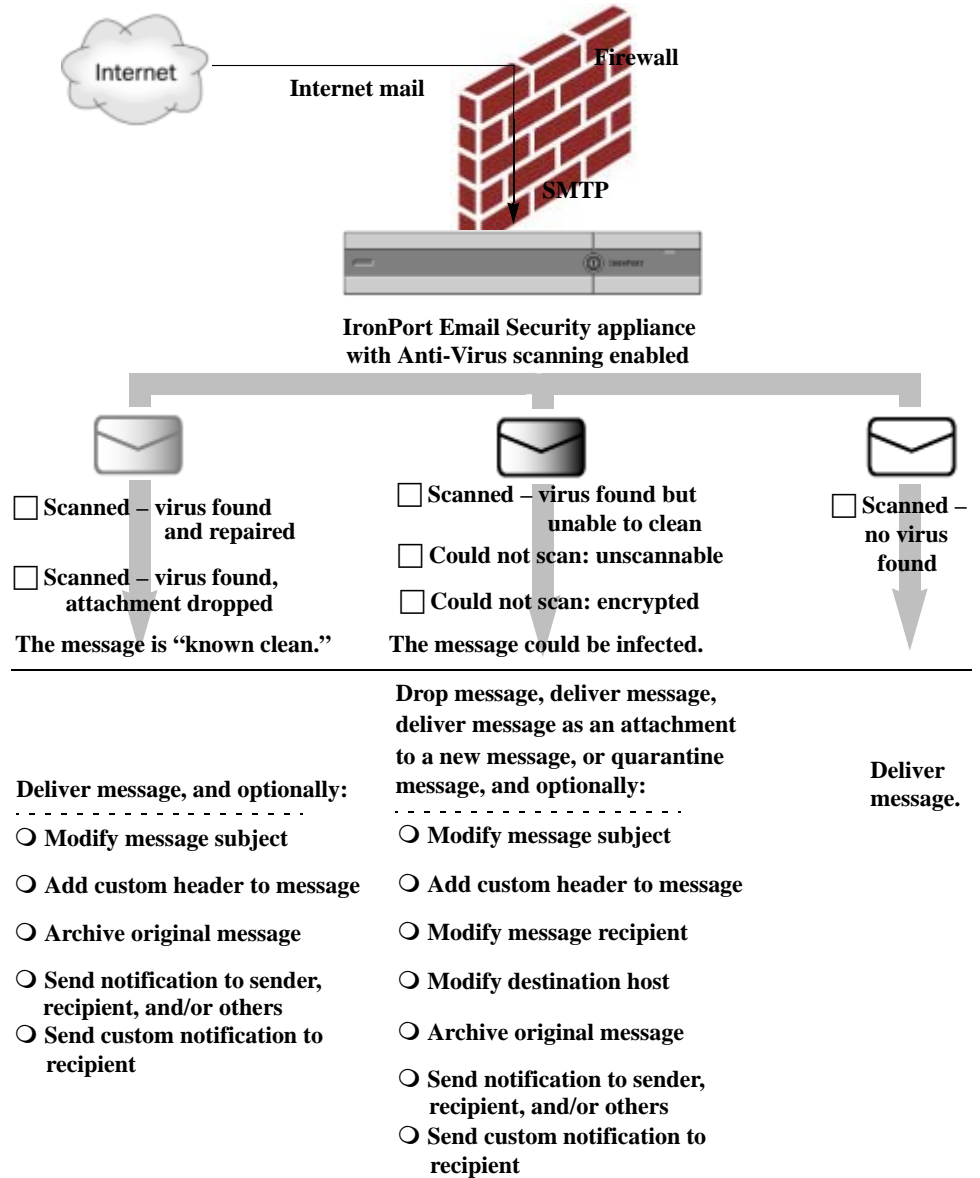 Internet
Firewall
Internet mail
SMTP
IRONPORT
IronPort Email Security appliance
with Anti-Virus scanning enabled
Scanned – virus found
and repaired
Scanned – virus found,
attachment dropped
The message is “known clean.”
Scanned – virus found but
unable to clean
Could not scan: unscannable
Could not scan: encrypted
The message could be infected.
Scanned –
no virus
found
Deliver message, and optionally:
Modify message subject
Add custom header to message
Archive original message
Send notification to sender,
recipient, and/or others
Send custom notification to
recipient
Drop message, deliver message,
deliver message as an attachment
to a new message, or quarantine
message, and optionally:
Modify message subject
Add custom header to message
Modify message recipient
Modify destination host
Archive original message
Send notification to sender,
recipient, and/or others
Send custom notification to
recipient
Deliver
message.